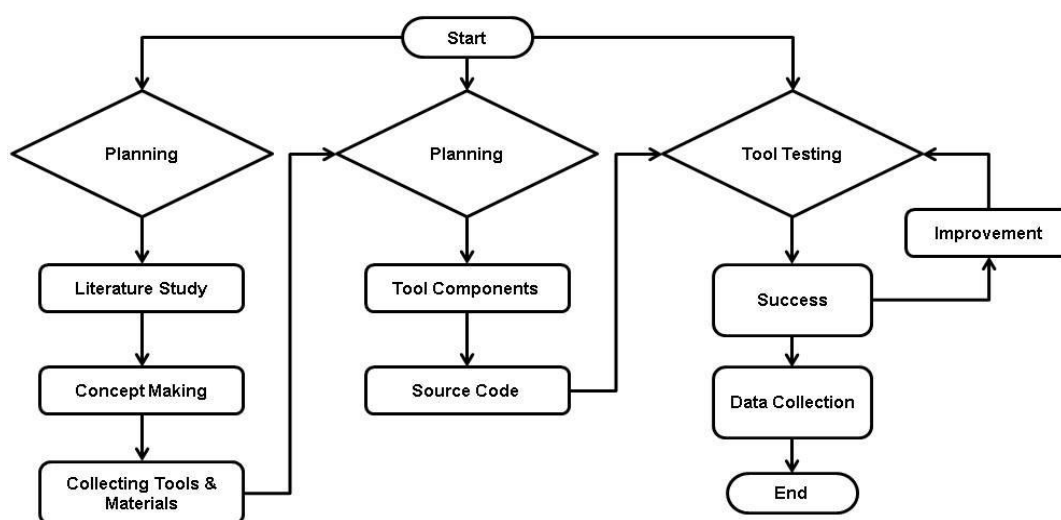 Start
Planning
Literature Study
Concept Making
Collecting Tools &
Materials
Planning
Tool Components
Source Code
Tool Testing
Improvement
Success
Data Collection
End